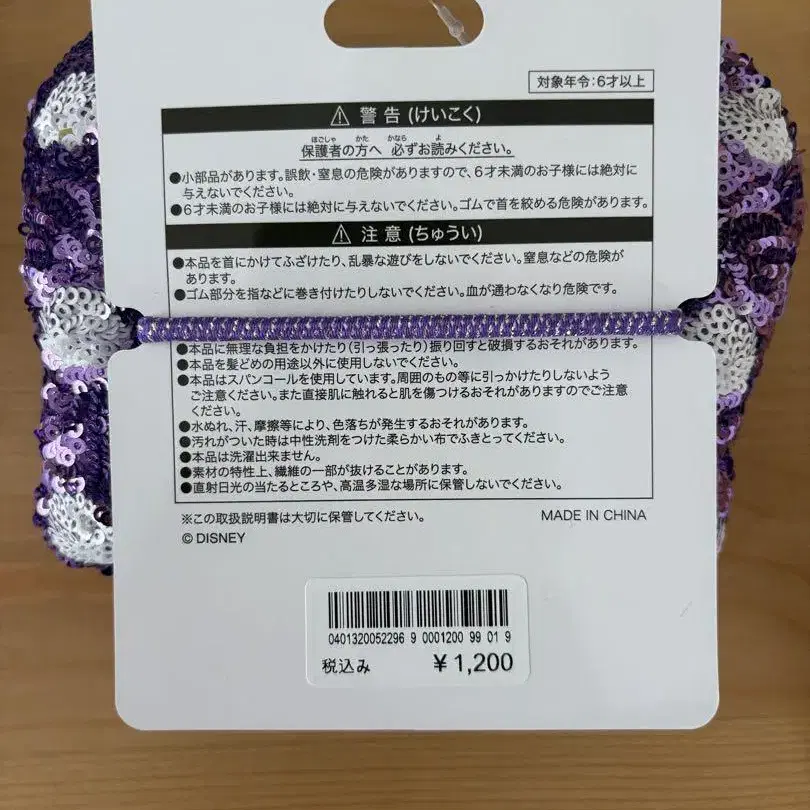 対象年令:6才以上
⚠ 警告(けいこく)
保護者の方へ 必ずお読みください。
●小部品があります。誤飲・窒息の危険がありますので、6才未満のお子様には絶対に
与えないでください。
●6才未満のお子様には絶対に与えないでください。ゴムで首を絞める危険があります。
⚠ 注意(ちゅうい)
●本品を首にかけてふざけたり、乱暴な遊びをしないでください。窒息などの危険が
あります。
●ゴム部分を指などに巻き付けたりしないでください。血が通わなくなり危険です。
●本品に無理な負担をかけたり(引っ張ったり)振り回すと破損するおそれがあります。
●本品を髪どめの用途以外に使用しないでください。
●本品はスパンコールを使用しています。周囲のもの等に引っかけたりしないよう
ご注意ください。また直接肌に触れると肌を傷つけるおそれがありますのでご注意
ください。
●水ぬれ、汗、摩擦等により、色落ちが発生するおそれがあります。
●汚れがついた時は中性洗剤をつけた柔らかい布でふきとってください。
●本品は洗濯出来ません。
●素材の特性上、繊維の一部が抜けることがあります。
●直射日光の当たるところや、高温多湿な場所に保管しないでください。
※この取扱説明書は大切に保管してください。
MADE IN CHINA
© DISNEY
0401320052296 9 0001200 99 01 9
税込み ¥1,200